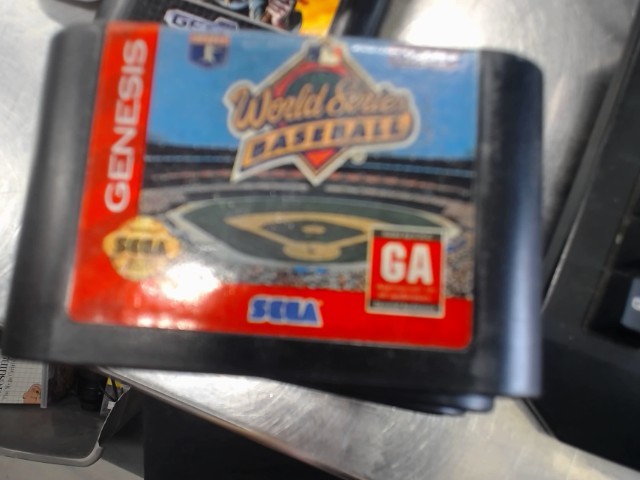 GENESIS
World Series
BASEBALL
SEGA
GA
SEGA